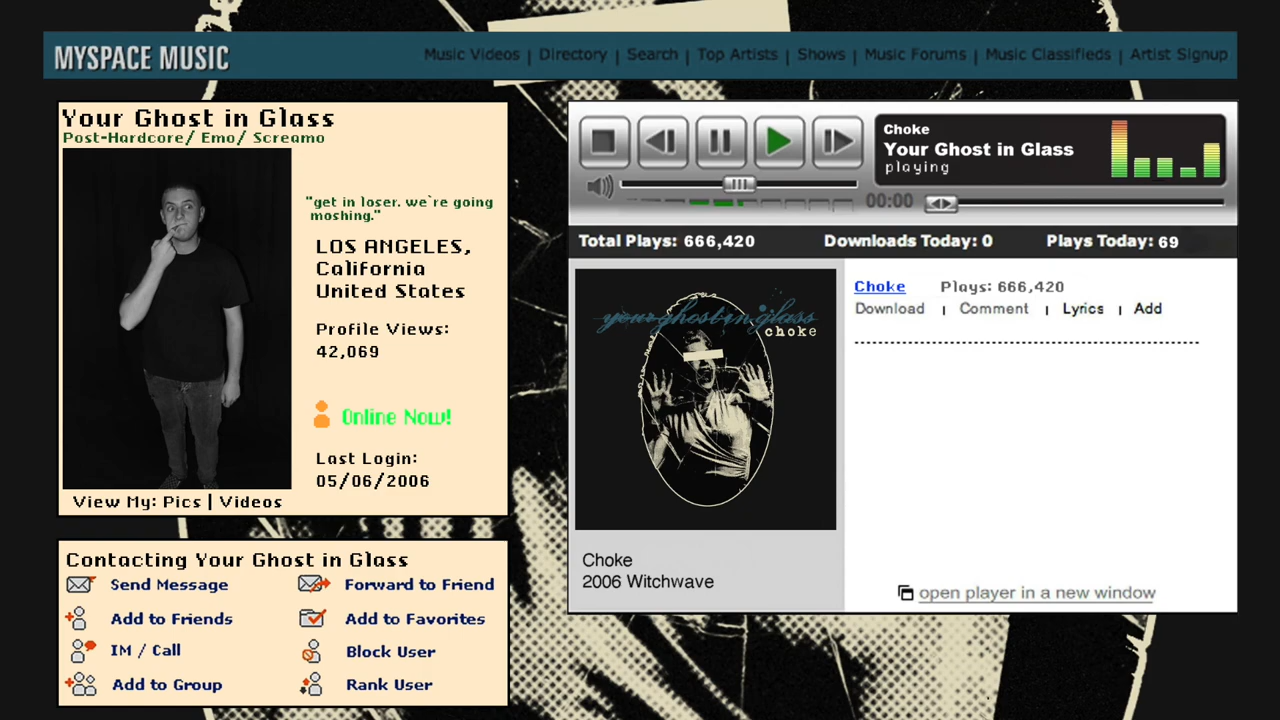 MYSPACE MUSIC
Music Videos | Directory | Search | Top Artists | Shows | Music Forums | Music Classifieds | Artist Signup
Your Ghost in Glass
Post-Hardcore/ Emo/ Screamo
"get in loser. we`re going
moshing."
LOS ANGELES,
California
United States
Profile Views:
42,069
Online Now!
Last Login:
05/06/2006
View My: Pics | Videos
Contacting Your Ghost in Glass
Send Message
Forward to Friend
Add to Friends
Add to Favorites
IM / Call
Block User
Add to Group
Rank User
Choke
Your Ghost in Glass
playing
00:00
Total Plays: 666,420
Downloads Today: 0
Plays Today: 69
your ghost in glass
choke
Choke
2006 Witchwave
Choke Plays: 666,420
Download | Comment | Lyrics | Add
open player in a new window